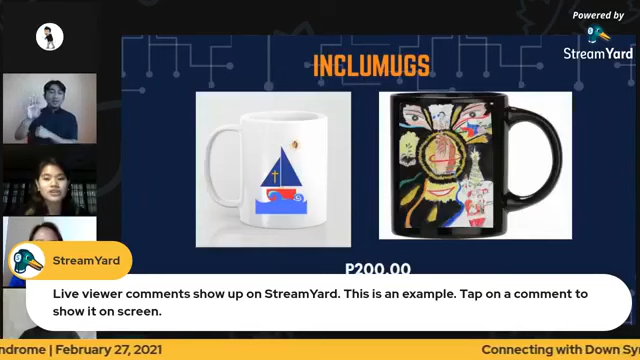 Powered by
StreamYard
INCLUMUGS
P200.00
StreamYard
Live viewer comments show up on StreamYard. This is an example. Tap on a comment to
show it on screen.
ndrome | February 27, 2021
Connecting with Down Sy